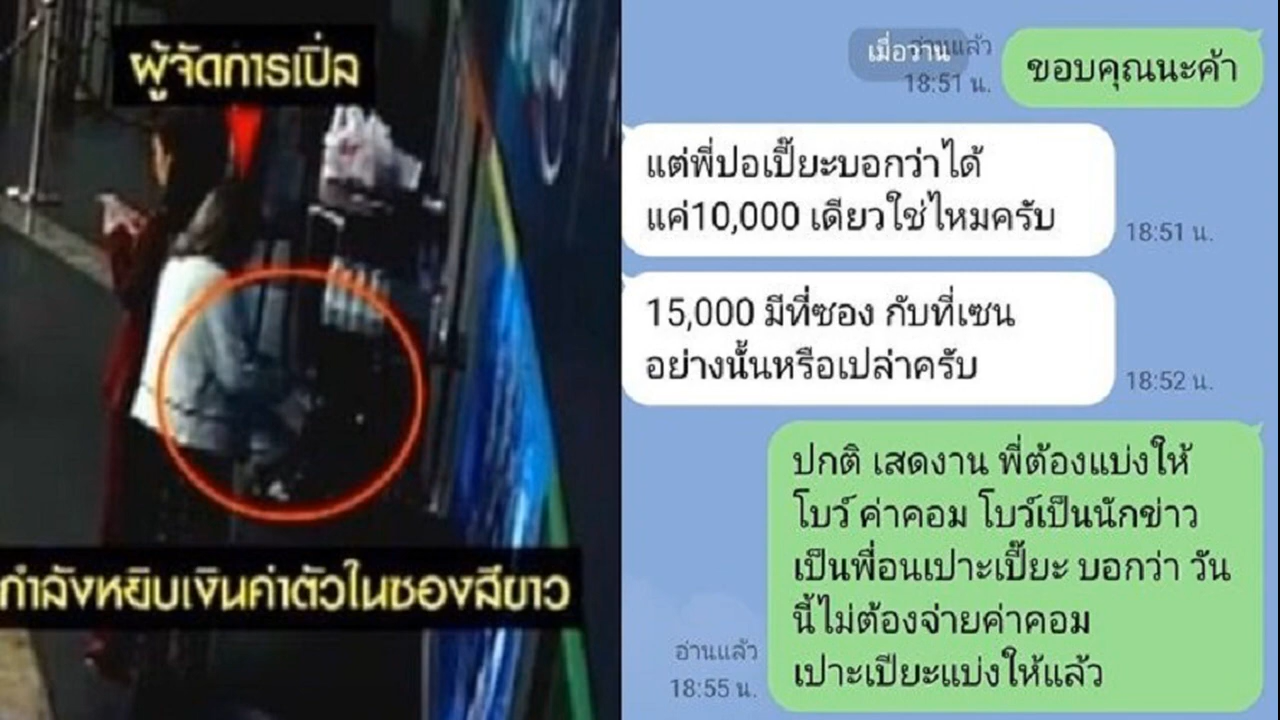 ผู้จัดการเปิ่ล
กำลังหยิบเงินค่าตัวในซองสีขาว
เมื่อวาน
อ่านแล้ว
18:51 น.
ขอบคุณนะค้า
แต่พี่ปอเปี๊ยะบอกว่าได้
แค่10,000 เดียวใช่ไหมครับ
18:51 น.
15,000 มีที่ซอง กับที่เซน
อย่างนั้นหรือเปล่าครับ
18:52 น.
ปกติ เสดงาน พี่ต้องแบ่งให้
โบว์ ค่าคอม โบว์เป็นนักข่าว
เป็นพื่อนเปาะเปี๊ยะ บอกว่า วัน
นี้ไม่ต้องจ่ายค่าคอม
เปาะเปียะแบ่งให้แล้ว
อ่านแล้ว
18:55 น.